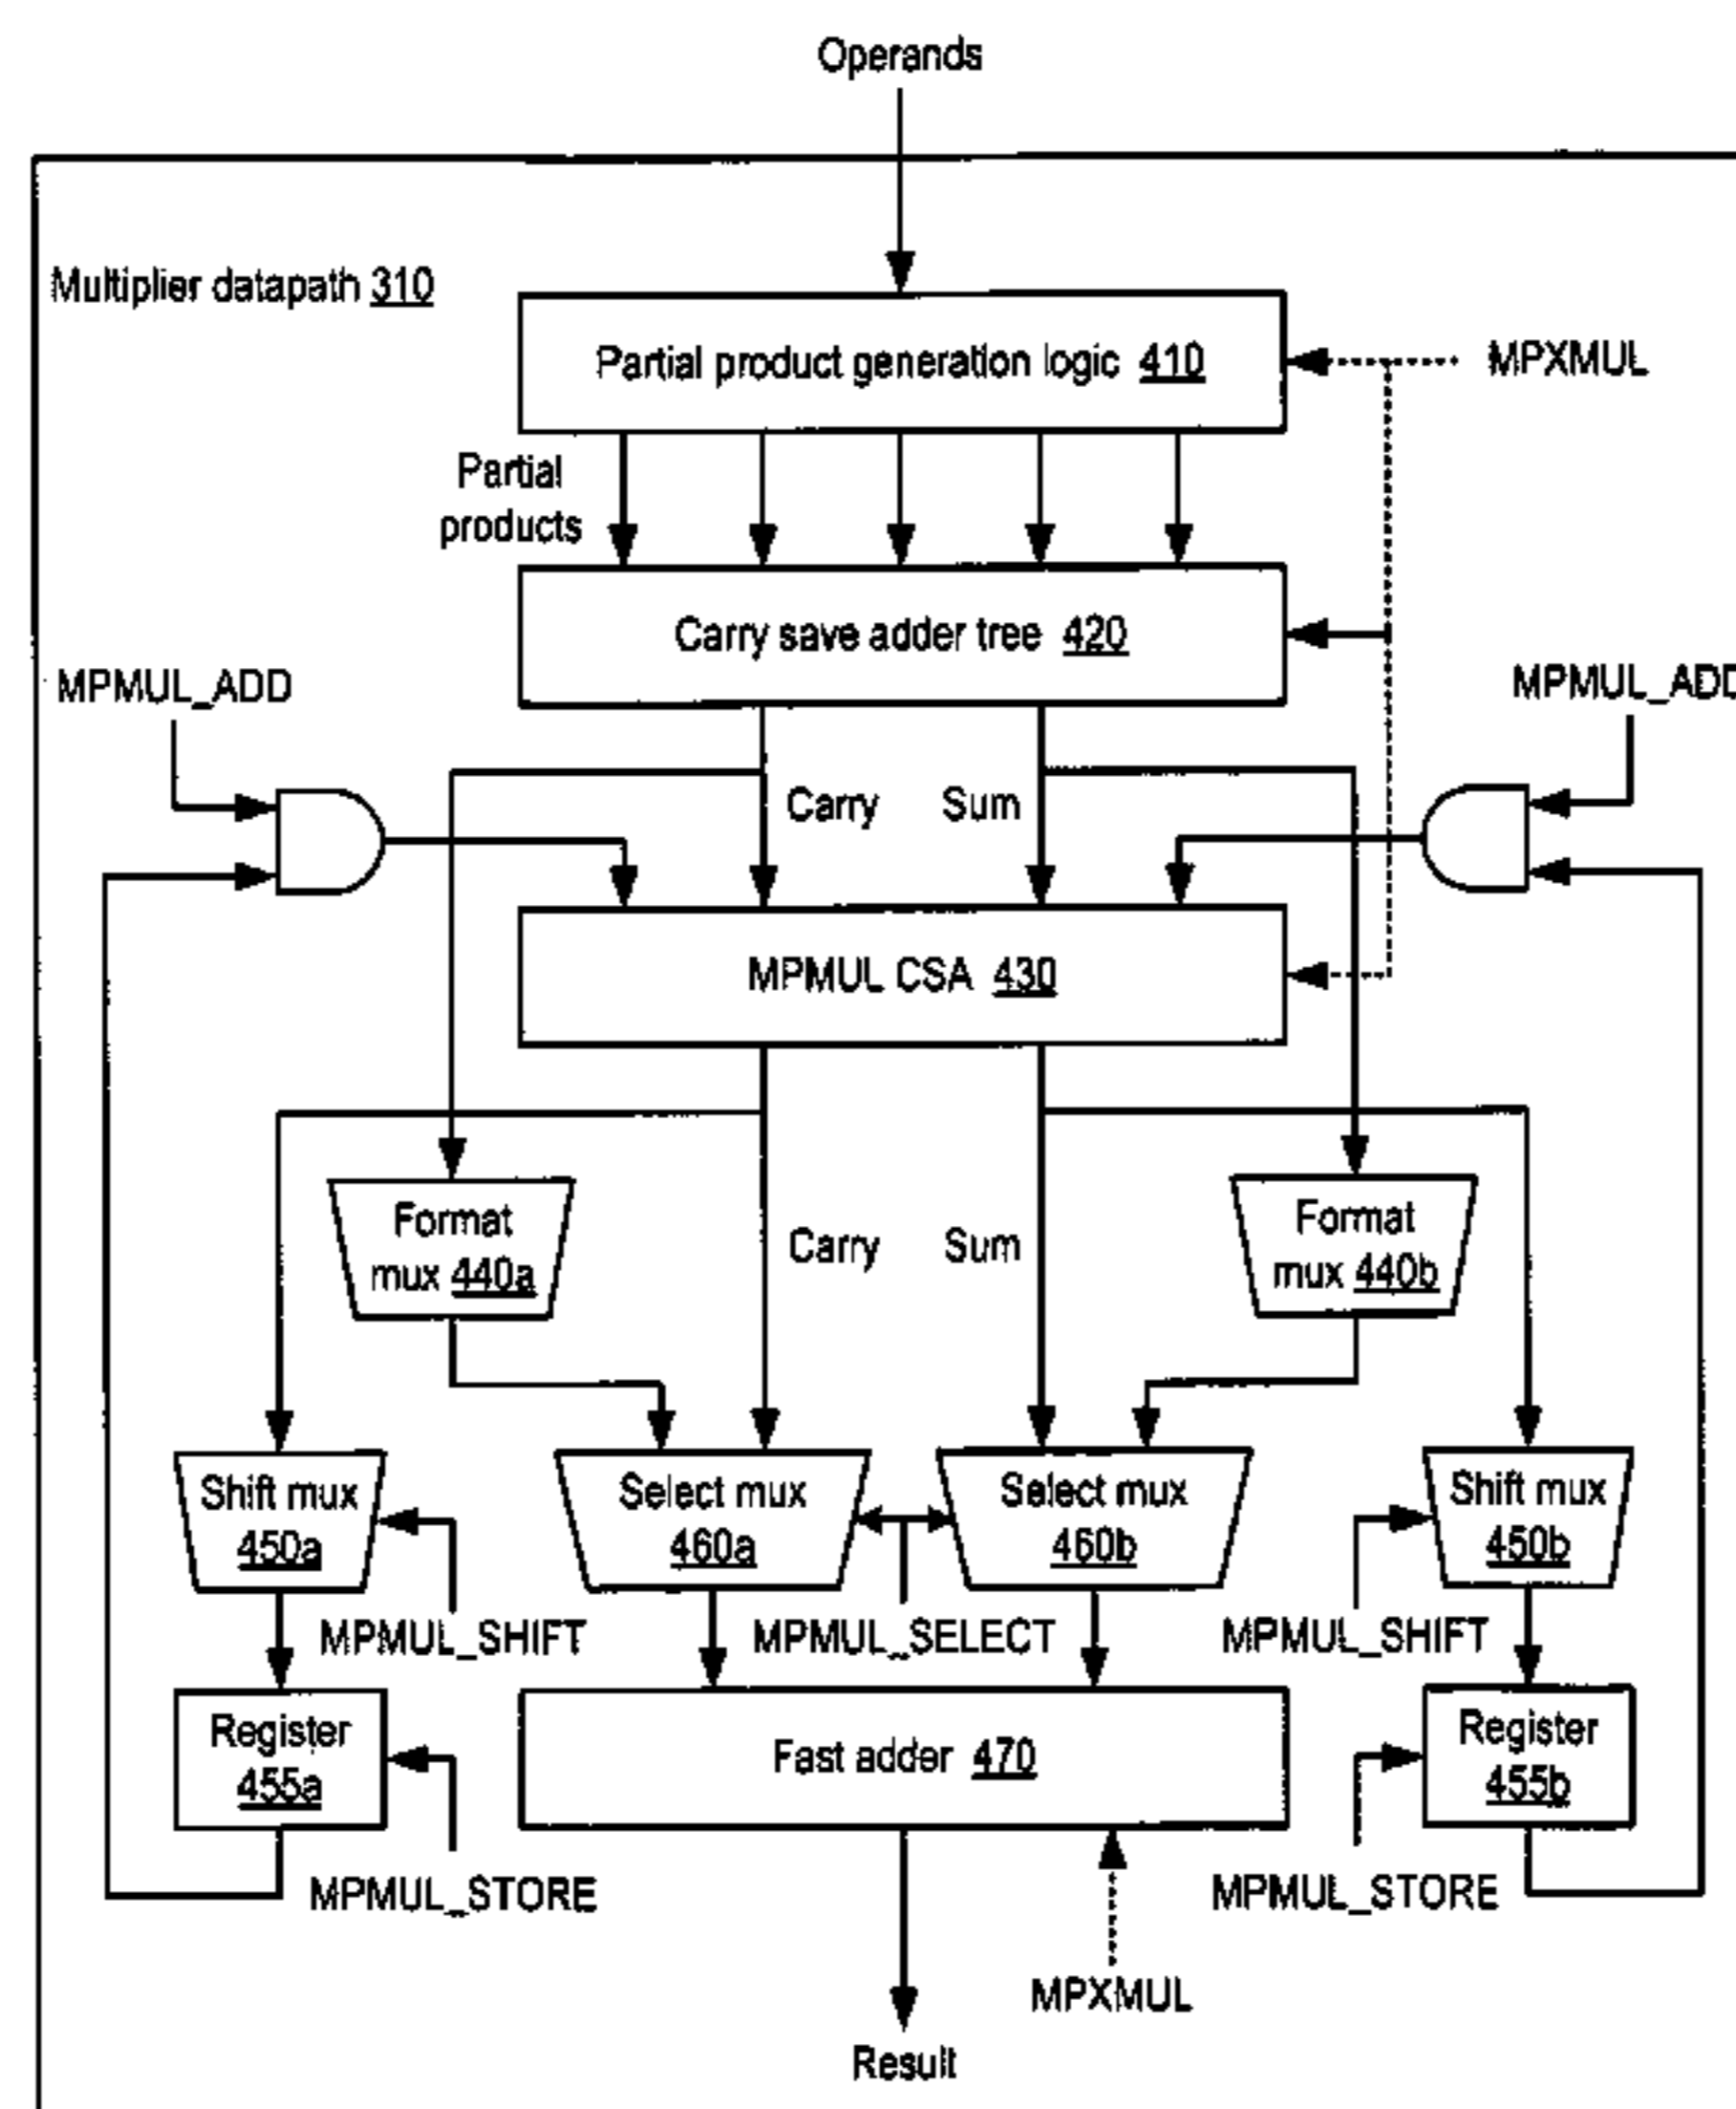 Operands
Multiplier datapath 310
Partial product generation logic 410
MPXMUL
Partial
products
Carry save adder tree 420
MPMUL_ADD
MPMUL_ADD
Carry
Sum
MPMUL CSA 430
Format
mux 440a
Carry
Sum
Format
mux 440b
Shift mux
450a
Select mux
460a
Select mux
460b
Shift mux
450b
MPMUL_SHIFT
MPMUL_SELECT
MPMUL_SHIFT
Register
455a
Fast adder 470
Register
455b
MPMUL_STORE
MPMUL_STORE
MPXMUL
Result